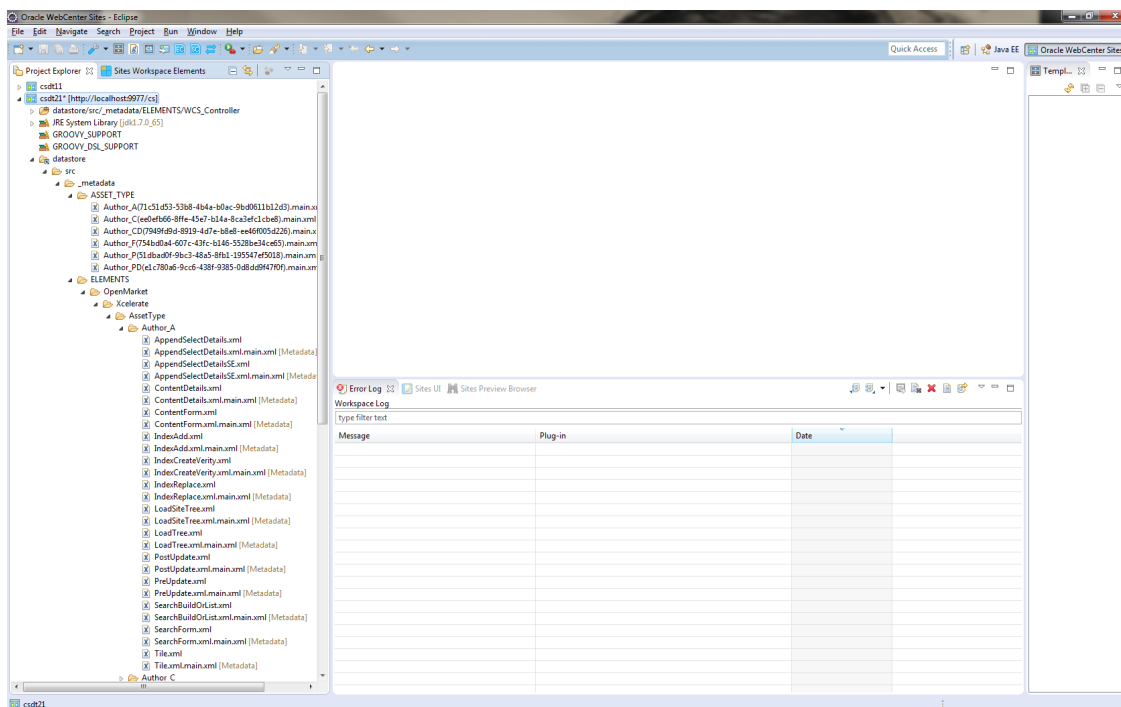 Oracle WebCenter Sites - Eclipse
File Edit Navigate Search Project Run Window Help
Quick Access Java EE Oracle WebCenter Sites
Project Explorer Sites Workspace Elements
csdt11
csdt21* [http://localhost:9977/cs]
datastore/src/_metadata/ELEMENTS/WCS_Controller
JRE System Library [jdk1.7.0_65]
GROOVY_SUPPORT
GROOVY_DSL_SUPPORT
datastore
src
_metadata
ASSET_TYPE
Author_A(71c51d53-53b8-4b4a-b0ac-9bd0611b12d3).main.x
Author_C(ee0efb66-8ffe-45e7-b14a-8ca3efc1cbe8).main.xml
Author_CD(7949fd9d-8919-4d7e-b8e8-ee46f005d226).main.x
Author_F(754bd0a4-607c-43fc-b146-5528be34ce65).main.xm
Author_P(51dbad0f-9bc3-48a5-8fb1-195547ef5018).main.xm
Author_PD(e1c780a6-9cc6-438f-9385-0d8dd9f47f0f).main.xm
ELEMENTS
OpenMarket
Xcelerate
AssetType
Author_A
AppendSelectDetails.xml
AppendSelectDetails.xml.main.xml [Metadata]
AppendSelectDetailsSE.xml
AppendSelectDetailsSE.xml.main.xml [Metada
ContentDetails.xml
ContentDetails.xml.main.xml [Metadata]
ContentForm.xml
ContentForm.xml.main.xml [Metadata]
IndexAdd.xml
IndexAdd.xml.main.xml [Metadata]
IndexCreateVerity.xml
IndexCreateVerity.xml.main.xml [Metadata]
IndexReplace.xml
IndexReplace.xml.main.xml [Metadata]
LoadSiteTree.xml
LoadSiteTree.xml.main.xml [Metadata]
LoadTree.xml
LoadTree.xml.main.xml [Metadata]
PostUpdate.xml
PostUpdate.xml.main.xml [Metadata]
PreUpdate.xml
PreUpdate.xml.main.xml [Metadata]
SearchBuildOrList.xml
SearchBuildOrList.xml.main.xml [Metadata]
SearchForm.xml
SearchForm.xml.main.xml [Metadata]
Tile.xml
Tile.xml.main.xml [Metadata]
Author C
Error Log Sites UI Sites Preview Browser
Workspace Log
type filter text
Message Plug-in Date
Templ...
csdt21